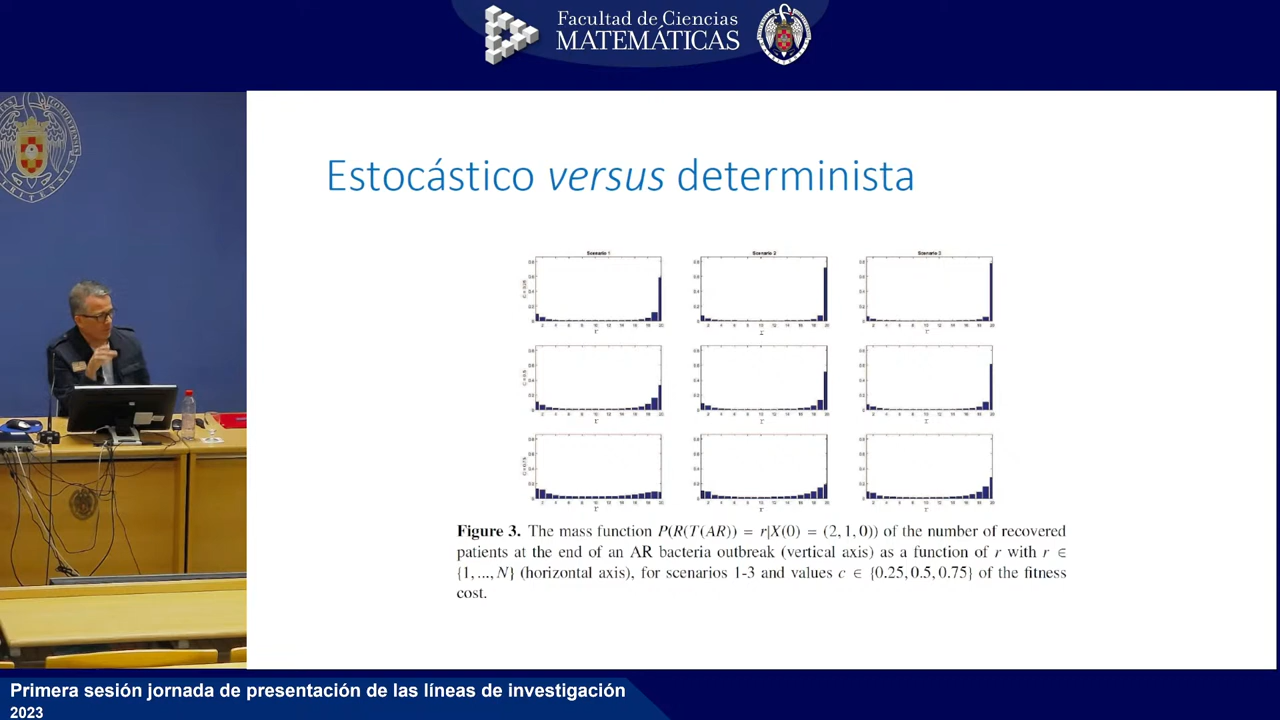 Facultad de Ciencias
MATEMÁTICAS
Estocástico versus determinista
Scenario 1
Scenario 2
Scenario 3
Figure 3. The mass function P(R(T(AR)) = r|X(0) = (2, 1, 0)) of the number of recovered
patients at the end of an AR bacteria outbreak (vertical axis) as a function of r with r ∈
{1, ..., N} (horizontal axis), for scenarios 1-3 and values c ∈ {0.25, 0.5, 0.75} of the fitness
cost.
Primera sesión jornada de presentación de las líneas de investigación
2023